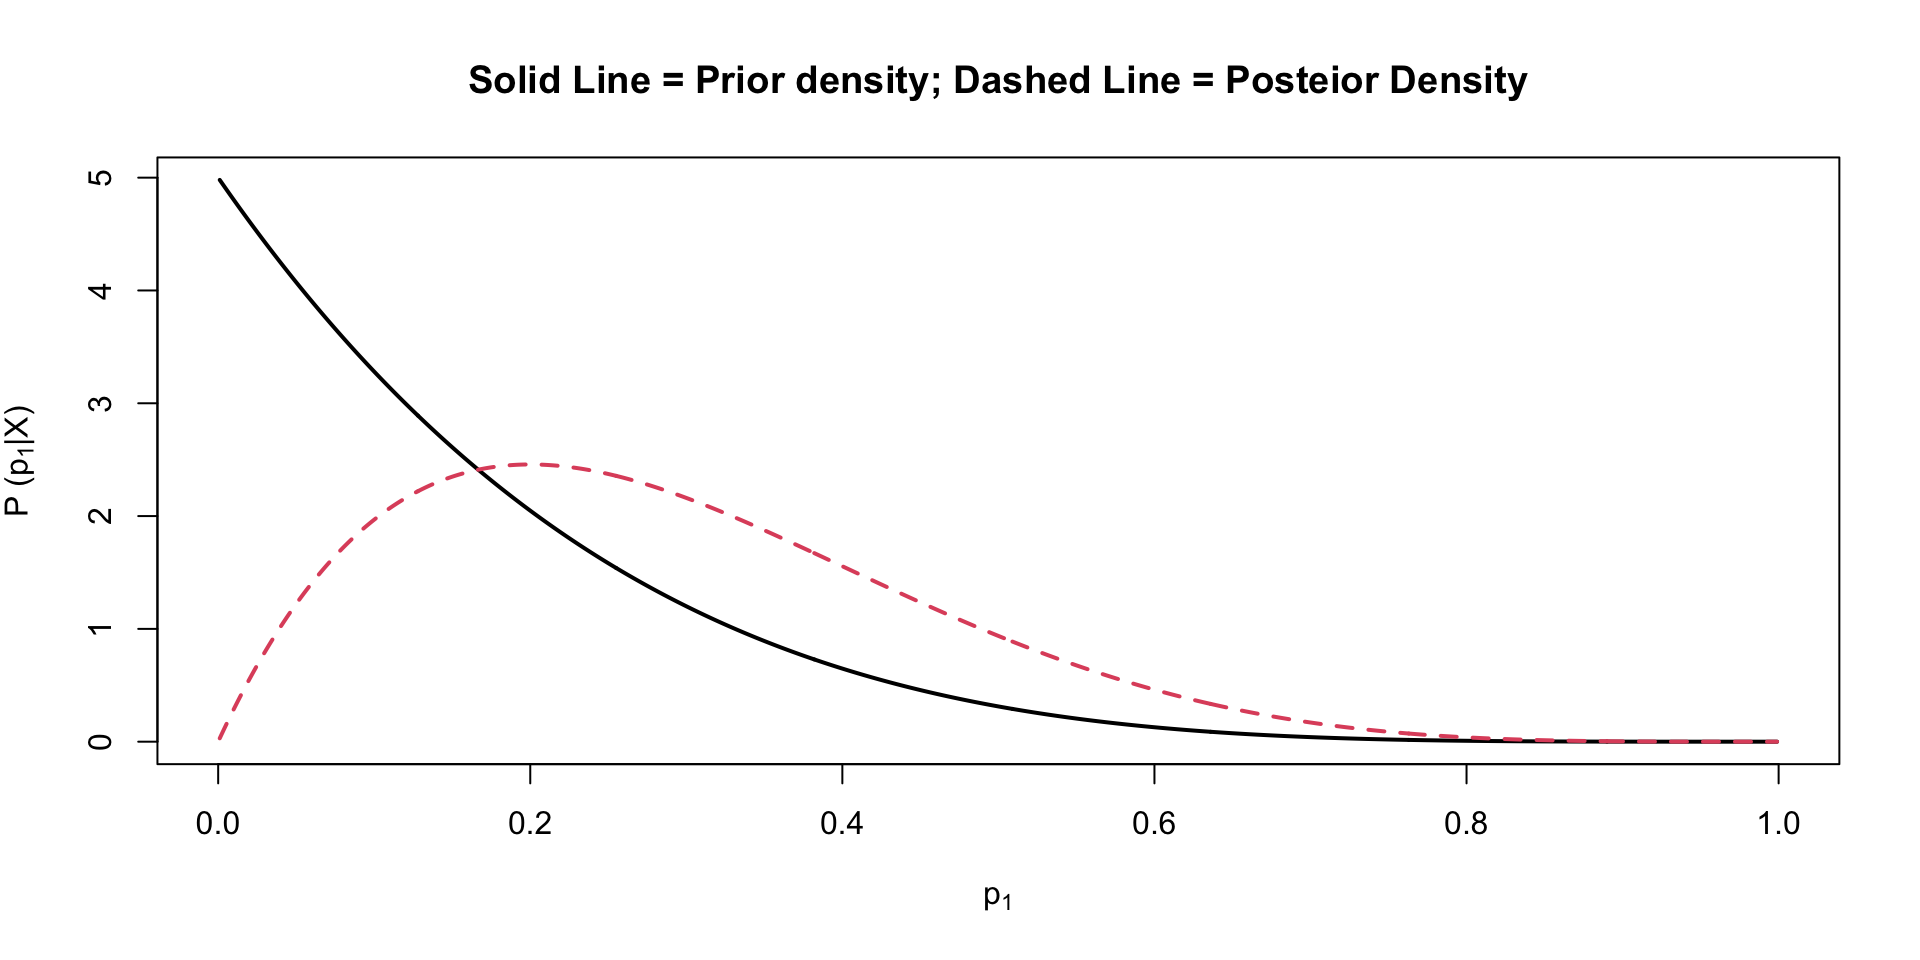 Solid Line = Prior density; Dashed Line = Posteior Density
P (p₁|X)
5
4
3
2
1
0
0.0 0.2 0.4 0.6 0.8 1.0
p₁